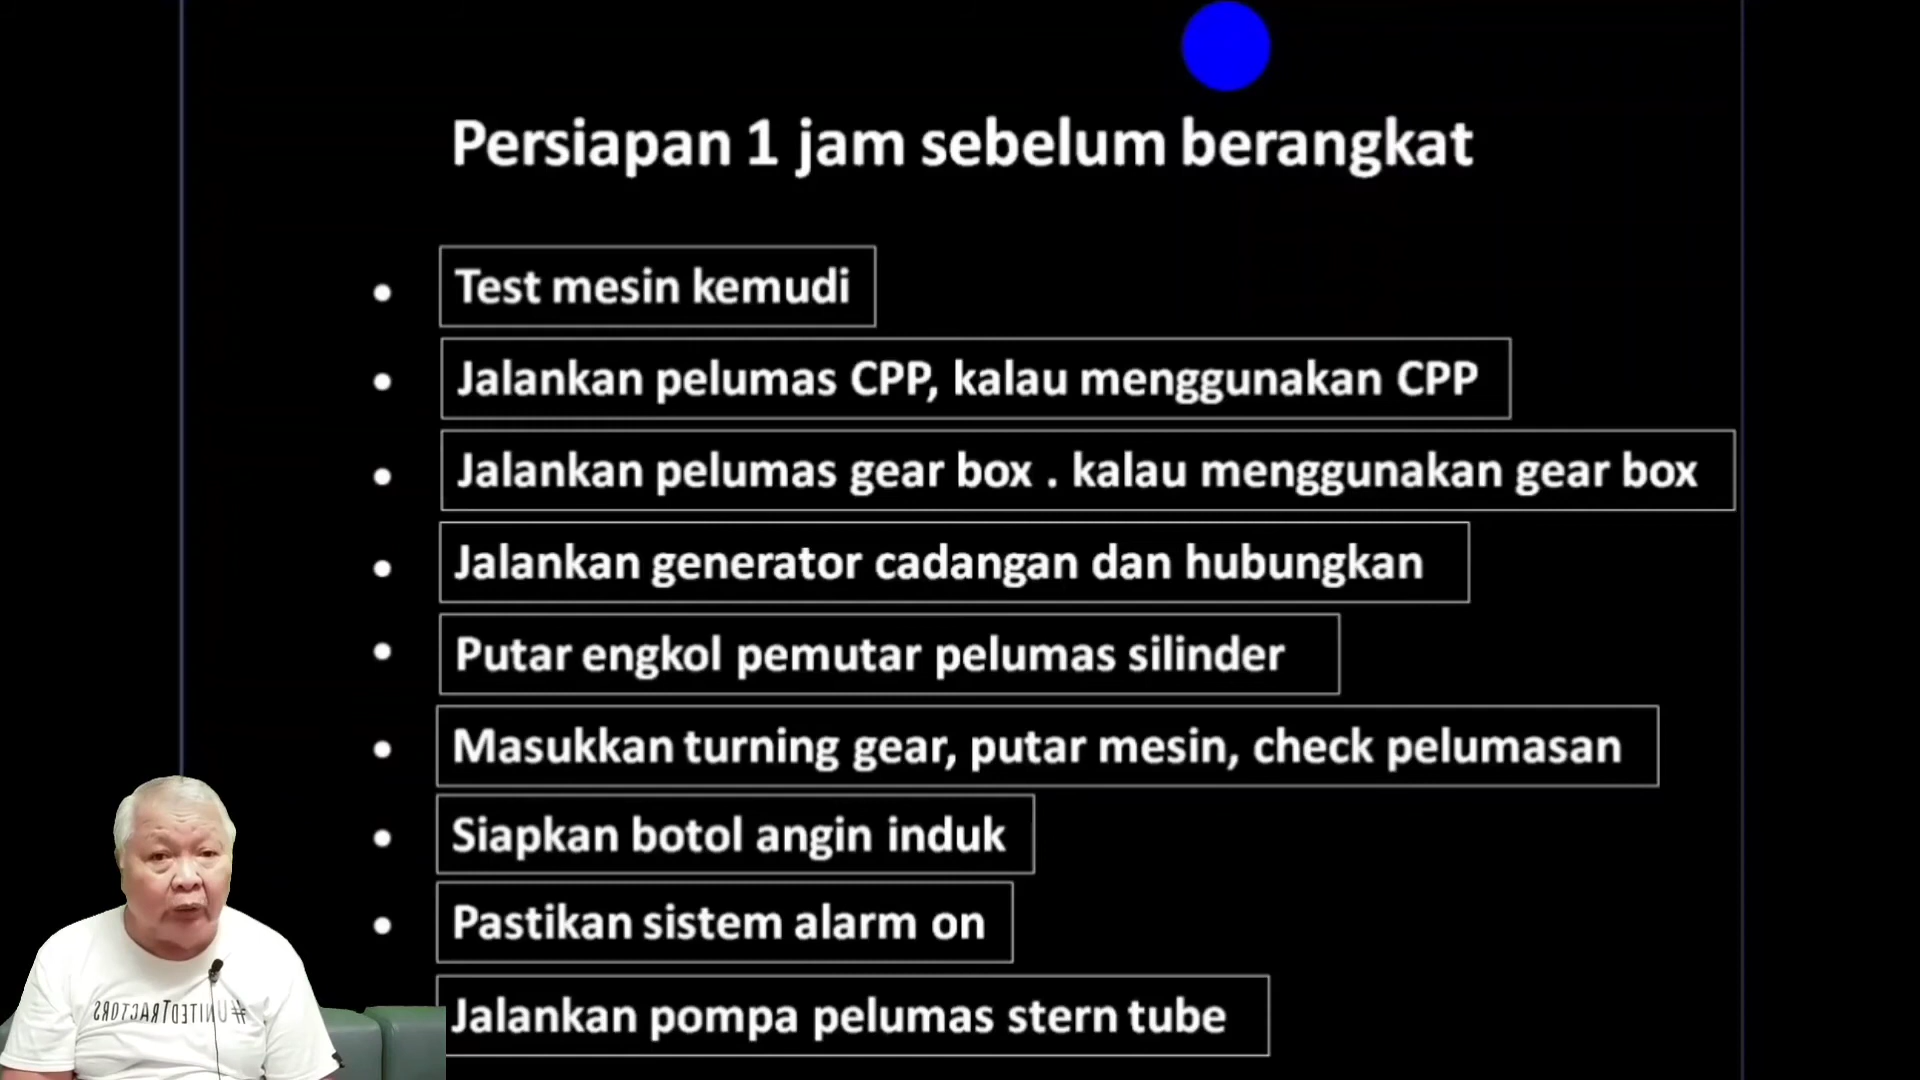 Persiapan 1 jam sebelum berangkat
Test mesin kemudi
Jalankan pelumas CPP, kalau menggunakan CPP
Jalankan pelumas gear box . kalau menggunakan gear box
Jalankan generator cadangan dan hubungkan
Putar engkol pemutar pelumas silinder
Masukkan turning gear, putar mesin, check pelumasan
Siapkan botol angin induk
Pastikan sistem alarm on
Jalankan pompa pelumas stern tube
#UNITEDTRACTORS